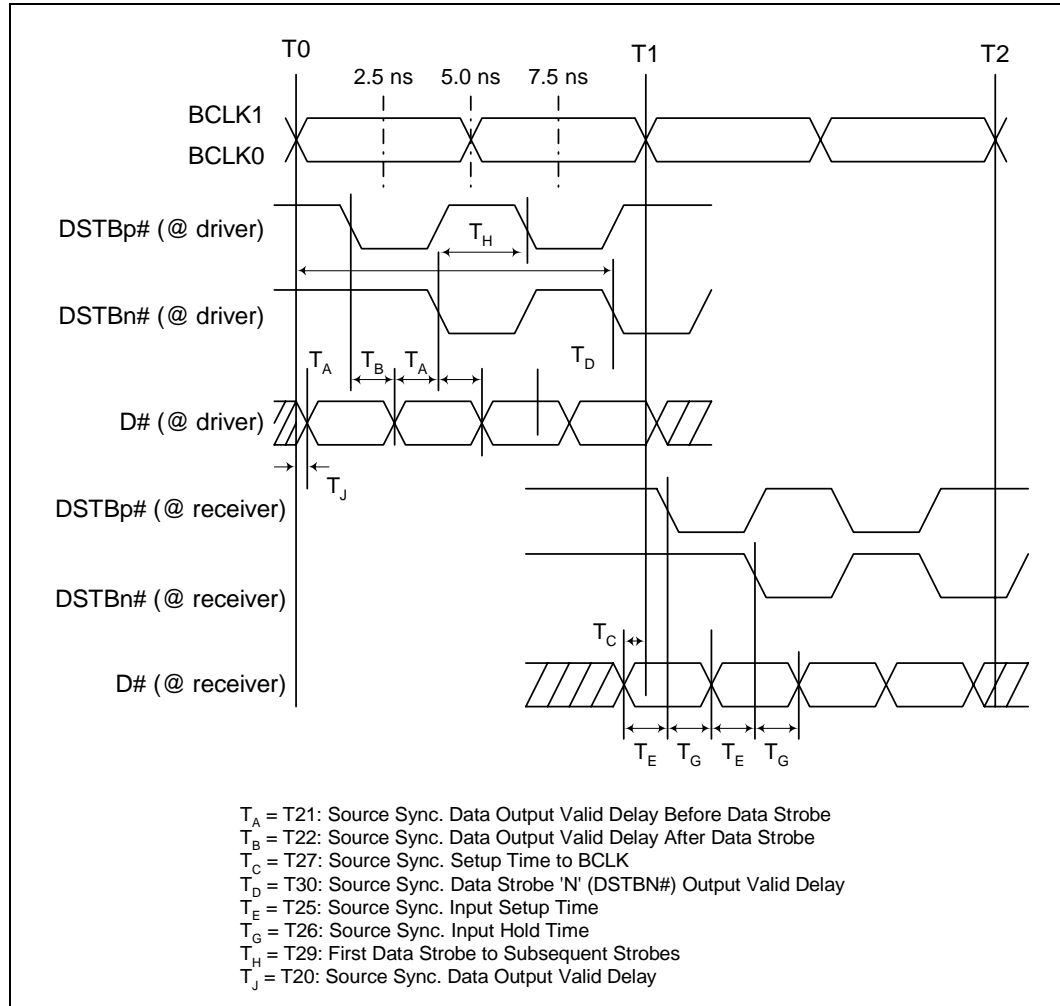 T0 T1 T2
2.5 ns 5.0 ns 7.5 ns
BCLK1
BCLK0
DSTBp# (@ driver)
TH
DSTBn# (@ driver)
TA TB TA TD
D# (@ driver)
TJ
DSTBp# (@ receiver)
DSTBn# (@ receiver)
TC
D# (@ receiver)
TE TG TE TG
TA = T21: Source Sync. Data Output Valid Delay Before Data Strobe
TB = T22: Source Sync. Data Output Valid Delay After Data Strobe
TC = T27: Source Sync. Setup Time to BCLK
TD = T30: Source Sync. Data Strobe 'N' (DSTBN#) Output Valid Delay
TE = T25: Source Sync. Input Setup Time
TG = T26: Source Sync. Input Hold Time
TH = T29: First Data Strobe to Subsequent Strobes
TJ = T20: Source Sync. Data Output Valid Delay